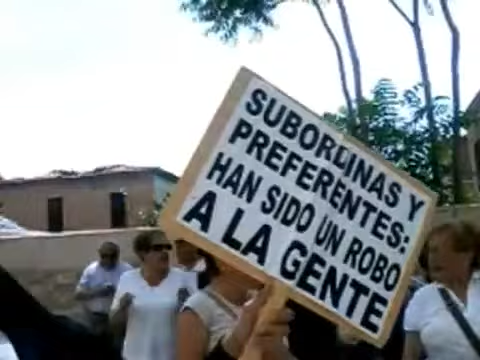 SUBORDINAS Y
PREFERENTES:
HAN SIDO UN ROBO
A LA GENTE